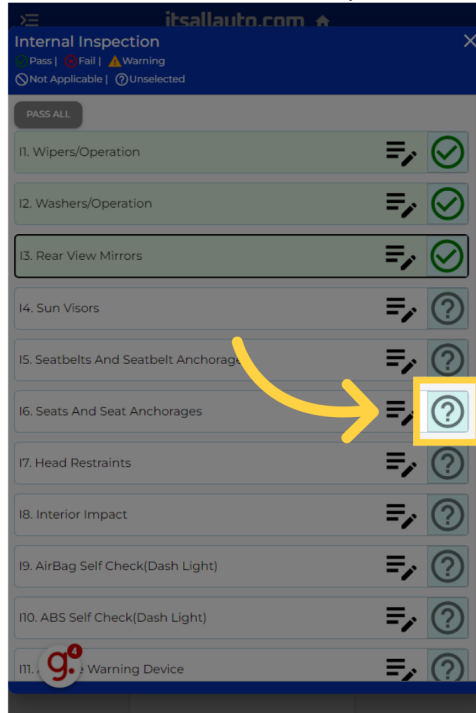 itsallauto.com
Internal Inspection
Pass | Fail | Warning
Not Applicable | Unselected
PASS ALL
I1. Wipers/Operation
I2. Washers/Operation
I3. Rear View Mirrors
I4. Sun Visors
I5. Seatbelts And Seatbelt Anchorage
I6. Seats And Seat Anchorages
I7. Head Restraints
I8. Interior Impact
I9. AirBag Self Check(Dash Light)
I10. ABS Self Check(Dash Light)
I11. Warning Device
g. 4